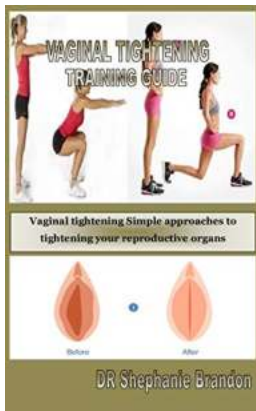 VAGINAL TIGHTENING
TRAINING GUIDE
Vaginal tightening Simple approaches to
tightening your reproductive organs
Before
After
DR Shephanie Brandon